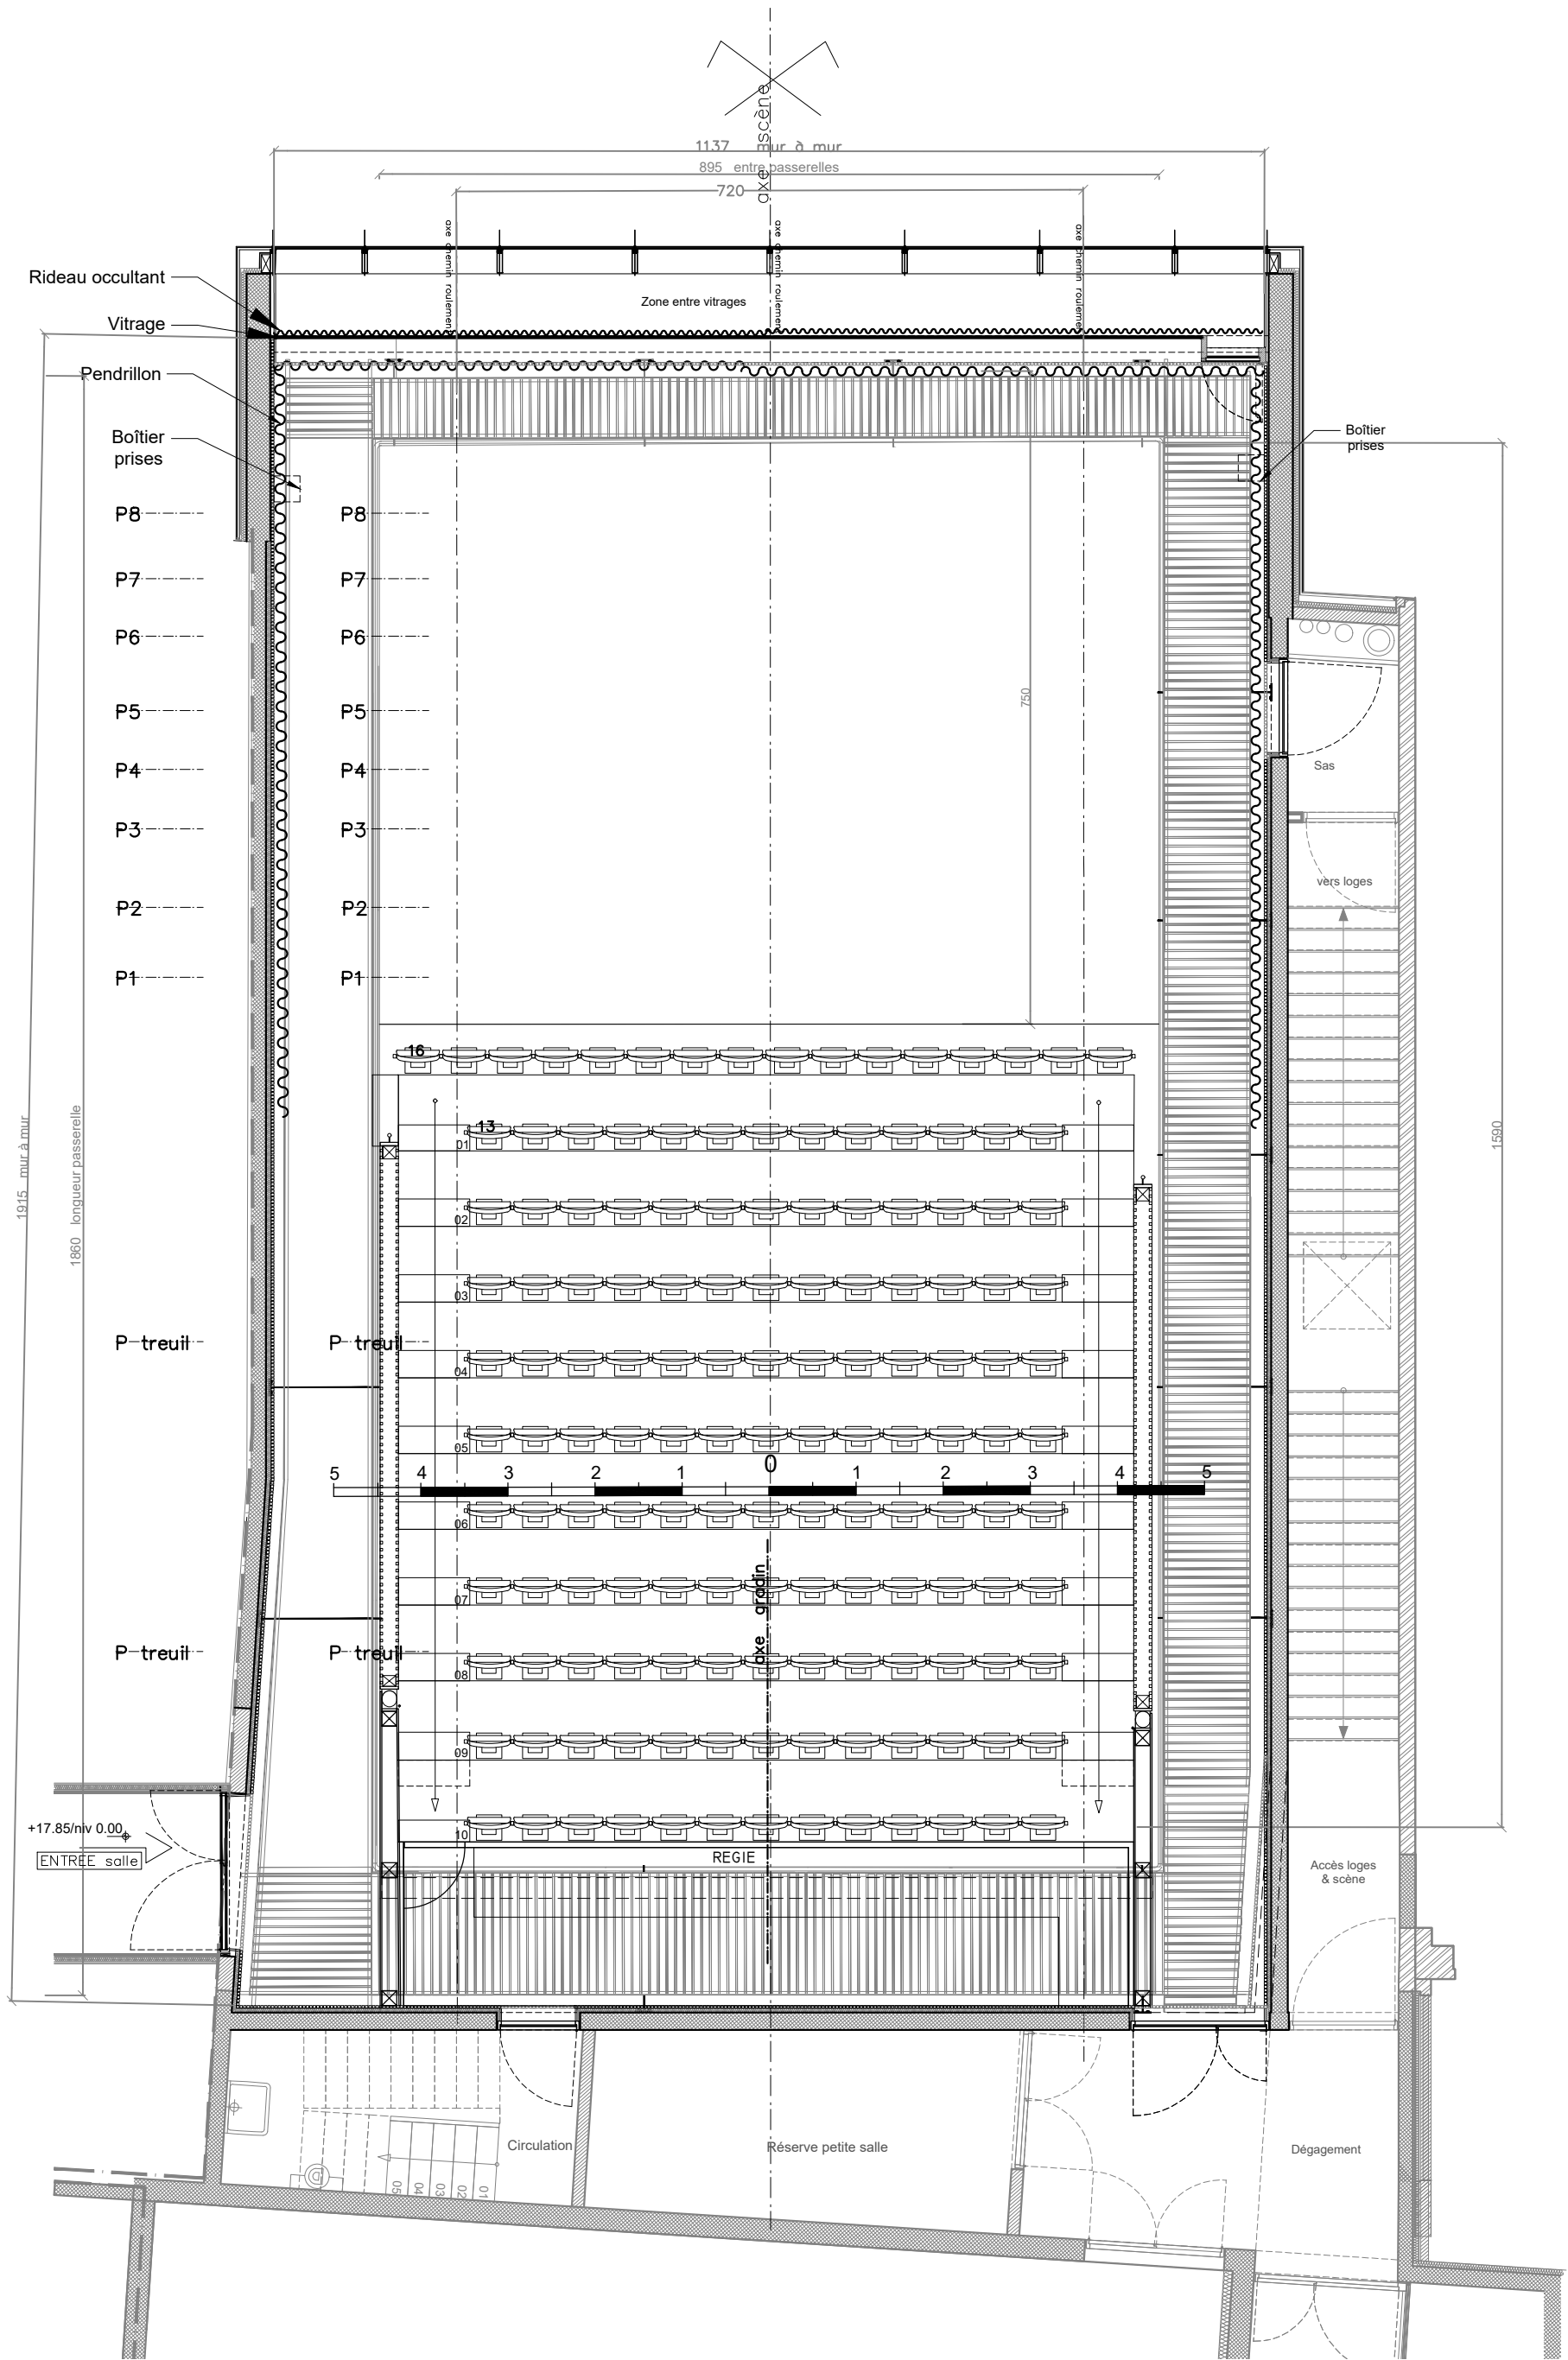 axe scène
1137 mur à mur
895 entre passerelles
720
axe chemin roulement
axe chemin roulement
axe chemin roulement
Rideau occultant
Zone entre vitrages
Vitrage
Pendrillon
Boîtier
prises
Boîtier
prises
P8
P8
P7
P7
P6
P6
P5
P5
750
P4
P4
Sas
P3
P3
vers loges
P2
P2
P1
P1
16
13
01
1915 mur à mur
1860 longueur passerelle
1590
02
03
P treuil
P treuil
04
05
5 4 3 2 1 0 1 2 3 4 5
06
07
axe gradin
P treuil
P treuil
08
09
+17.85/niv 0.00
10
ENTREE salle
REGIE
Accès loges
& scène
Circulation
Réserve petite salle
Dégagement
05
04
03
02
01